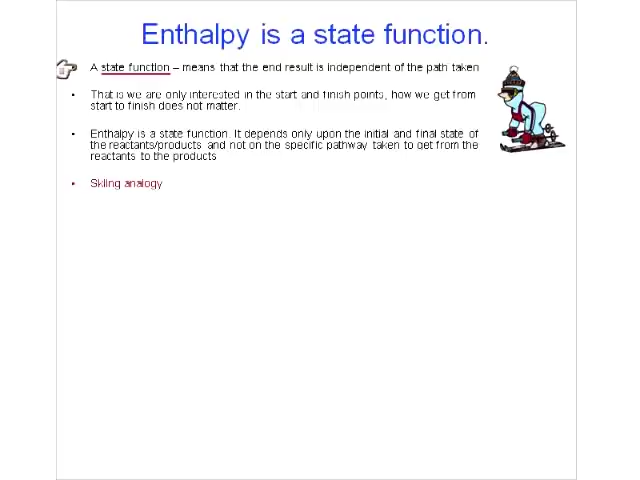 Enthalpy is a state function.
A state function – means that the end result is independent of the path taken
• That is we are only interested in the start and finish points, how we get from
start to finish does not matter.
• Enthalpy is a state function. It depends only upon the initial and final state of
the reactants/products and not on the specific pathway taken to get from the
reactants to the products
• Skiing analogy